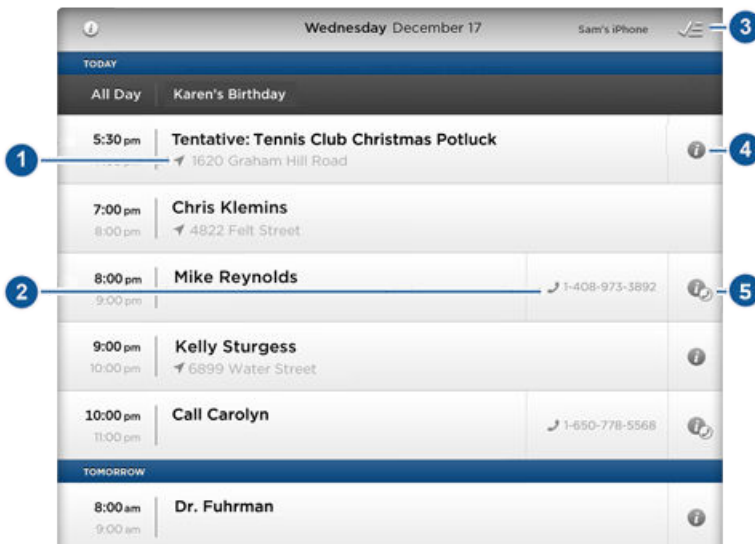 Wednesday December 17
Sam's iPhone
3
TODAY
All Day Karen's Birthday
5:30 pm Tentative: Tennis Club Christmas Potluck
1 1620 Graham Hill Road
4
7:00 pm Chris Klemins
8:00 pm 4822 Felt Street
8:00 pm Mike Reynolds
2 9:00 pm 1-408-973-3892
5
9:00 pm Kelly Sturgess
10:00 pm 6899 Water Street
10:00 pm Call Carolyn
11:00 pm 1-650-778-5568
TOMORROW
8:00 am Dr. Fuhrman
9:00 am